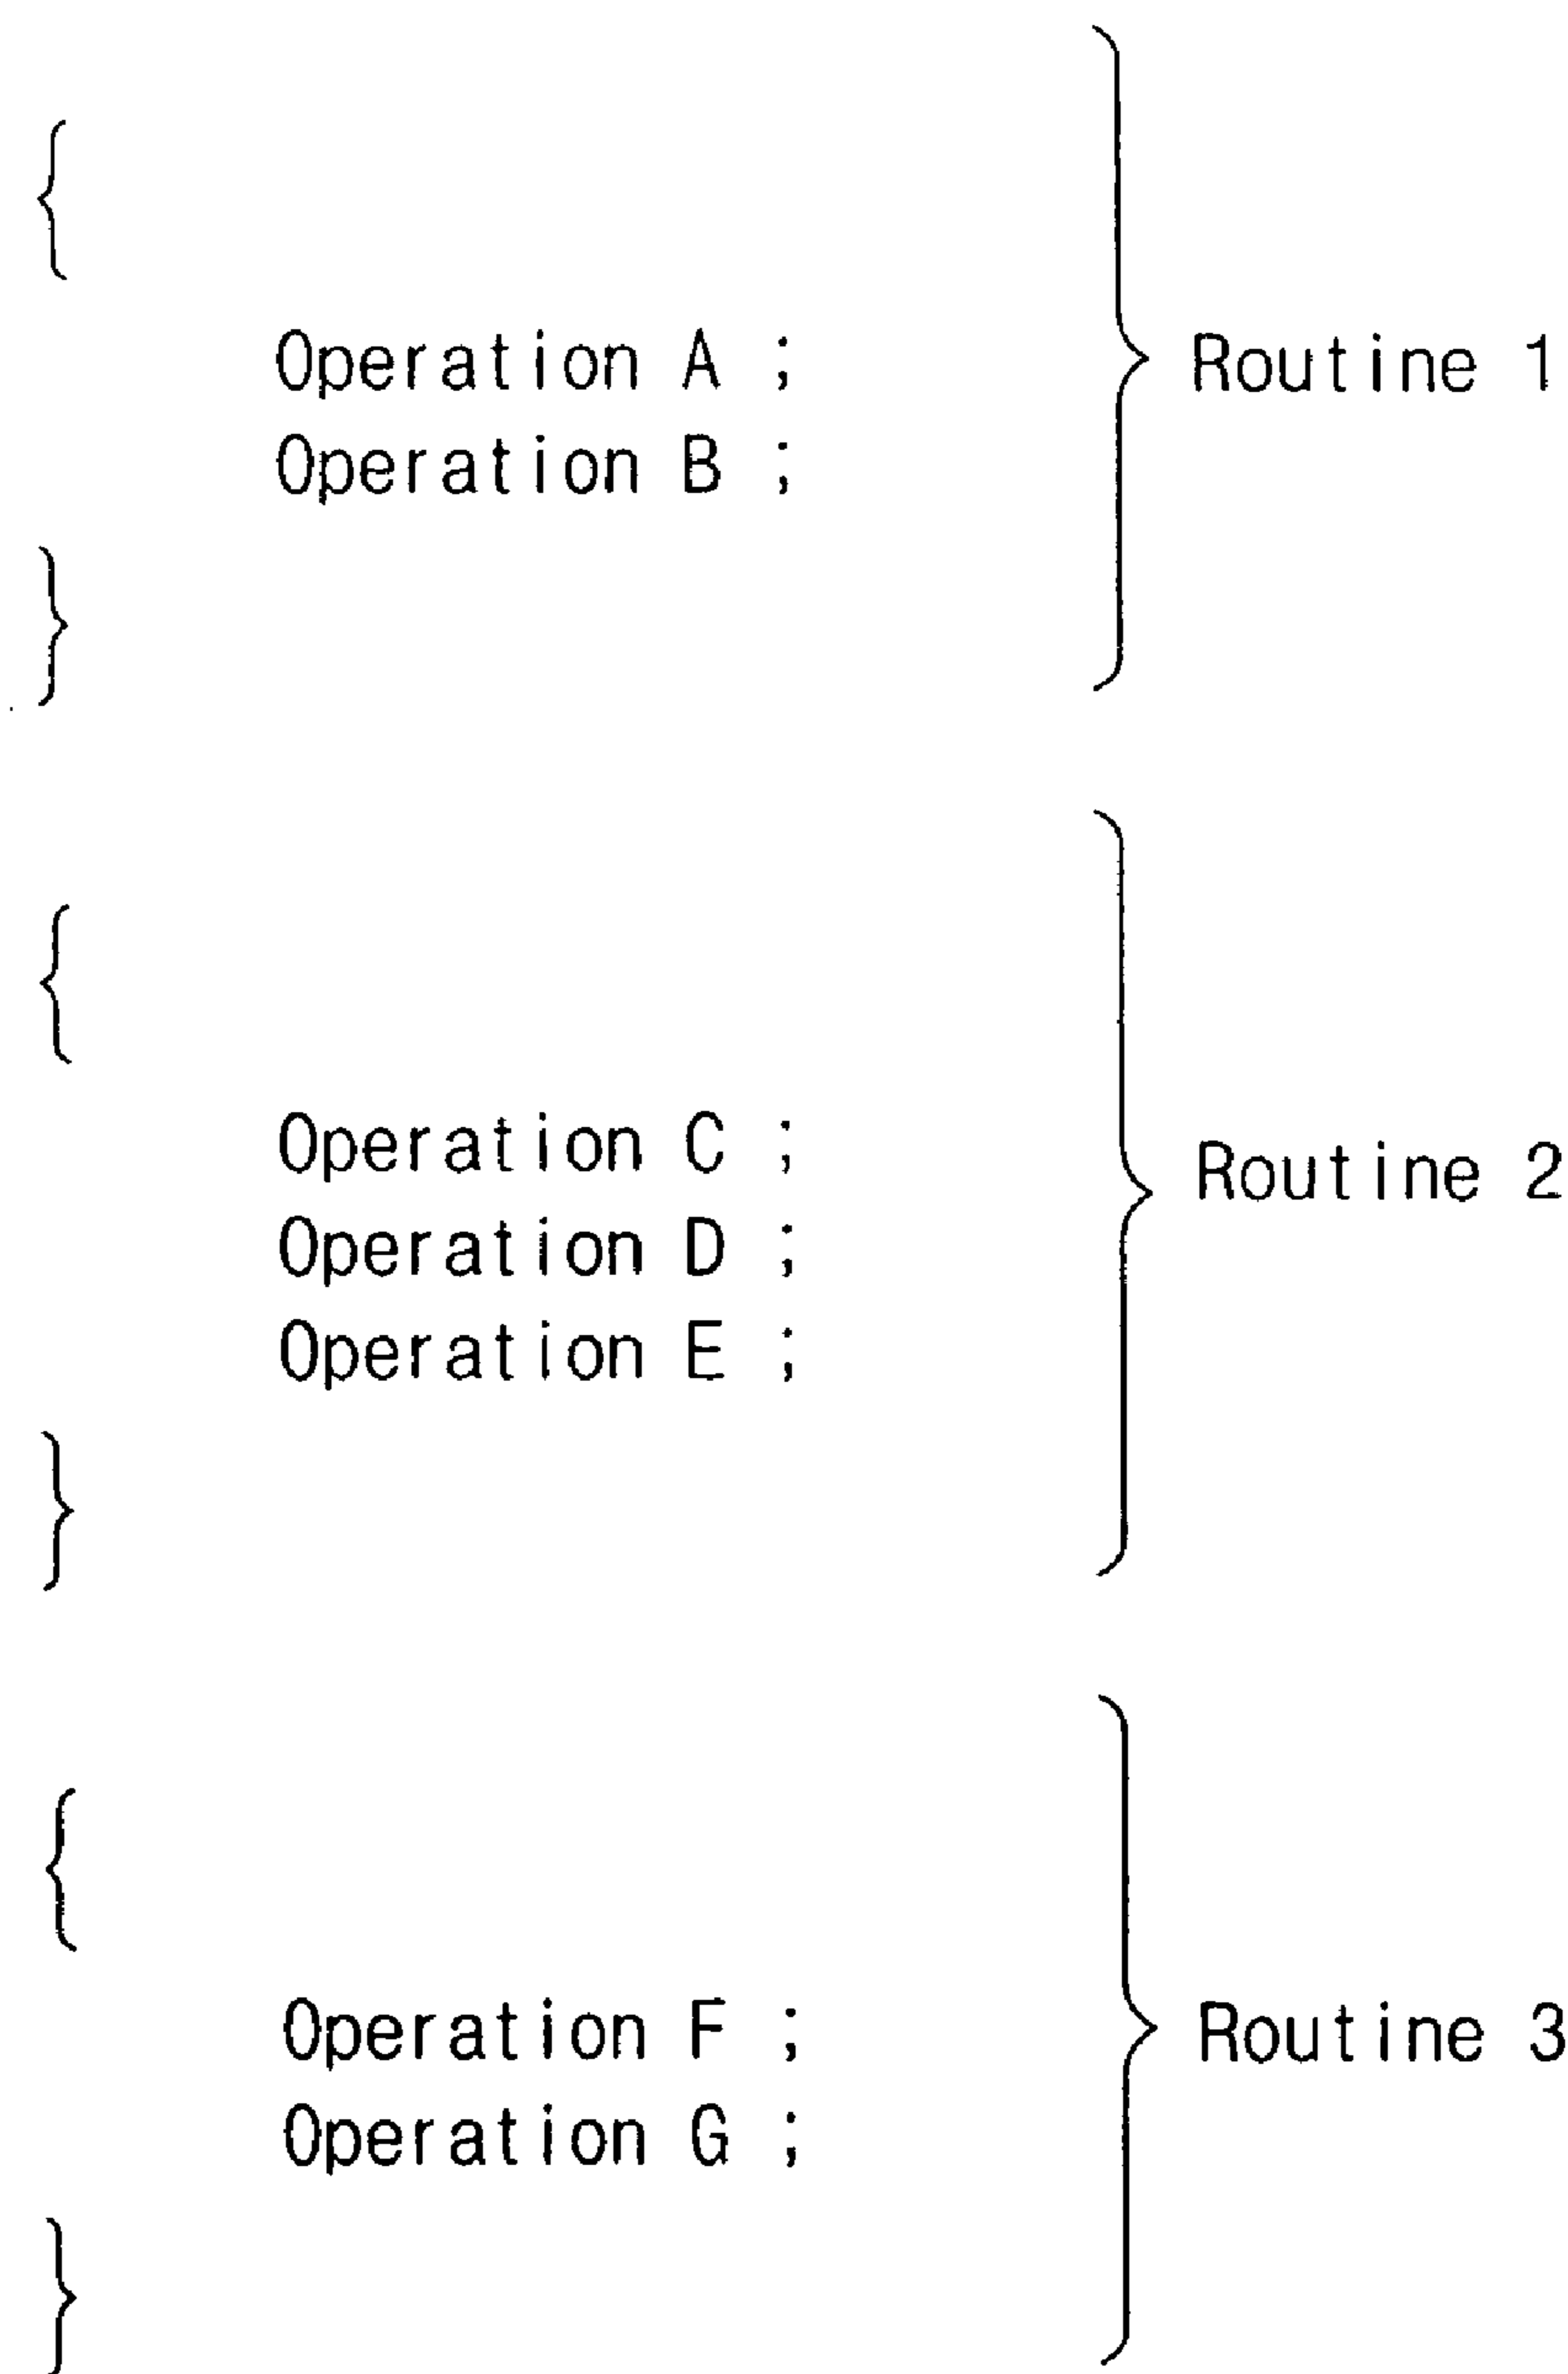 {
Operation A ; Routine 1
Operation B ;
}
{
Operation C ;
Routine 2
Operation D ;
Operation E ;
}
{
Operation F ; Routine 3
Operation G ;
}